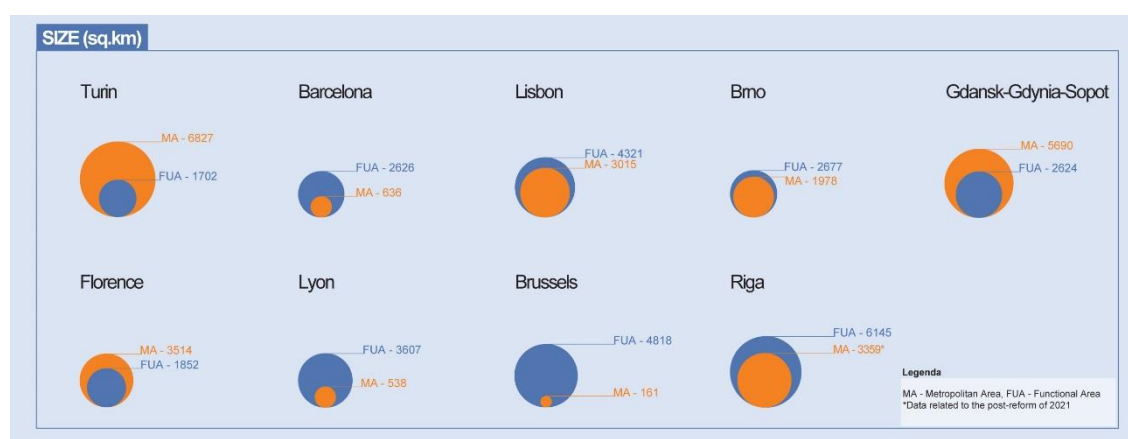 SIZE (sq.km)
Turin
MA - 6827
FUA - 1702
Barcelona
FUA - 2626
MA - 636
Lisbon
FUA - 4321
MA - 3015
Brno
FUA - 2677
MA - 1978
Gdansk-Gdynia-Sopot
MA - 5690
FUA - 2624
Florence
MA - 3514
FUA - 1852
Lyon
FUA - 3607
MA - 538
Brussels
FUA - 4818
MA - 161
Riga
FUA - 6145
MA - 3359*
Legenda
MA - Metropolitan Area, FUA - Functional Area
*Data related to the post-reform of 2021